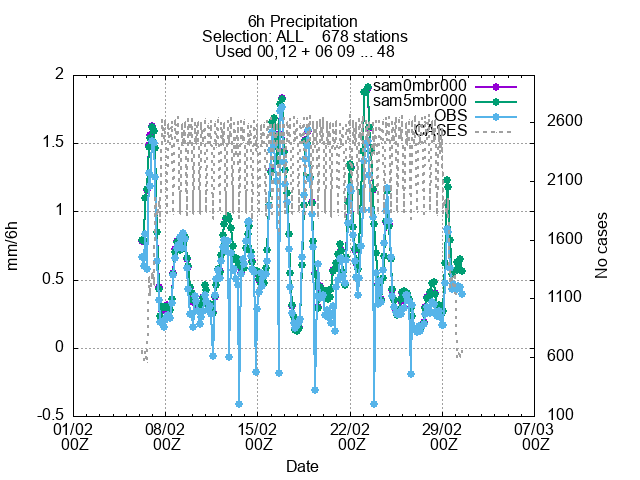 6h Precipitation
Selection: ALL    678 stations
Used 00,12 + 06 09 ... 48
2
1.5
1
0.5
0
-0.5
mm/6h
sam0mbr000
sam5mbr000
OBS
CASES
2600
2100
1600
1100
600
100
No cases
01/02 08/02 15/02 22/02 29/02 07/03
00Z 00Z 00Z 00Z 00Z 00Z
Date